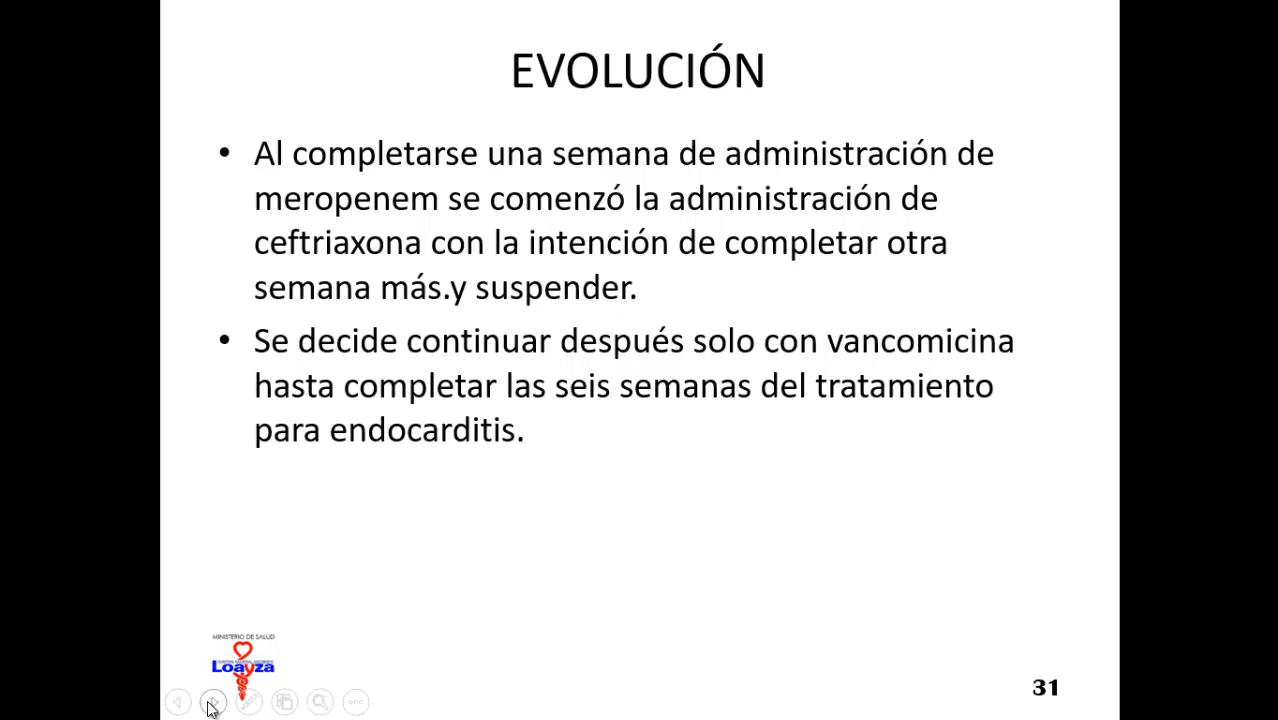 EVOLUCIÓN
• Al completarse una semana de administración de
meropenem se comenzó la administración de
ceftriaxona con la intención de completar otra
semana más.y suspender.
• Se decide continuar después solo con vancomicina
hasta completar las seis semanas del tratamiento
para endocarditis.
MINISTERIO DE SALUD
Loayza
31